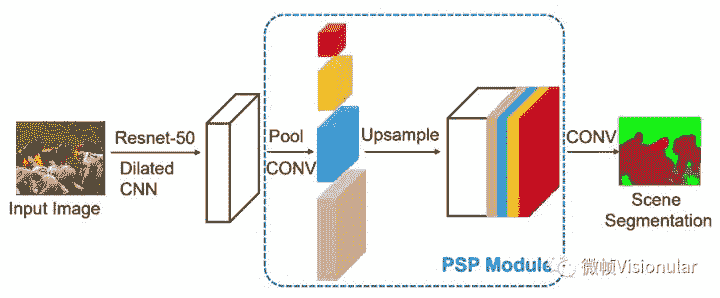 Resnet-50
Dilated
CNN
Input Image
Pool
CONV
Upsample
CONV
Scene
Segmentation
PSP Module
微帧Visionular